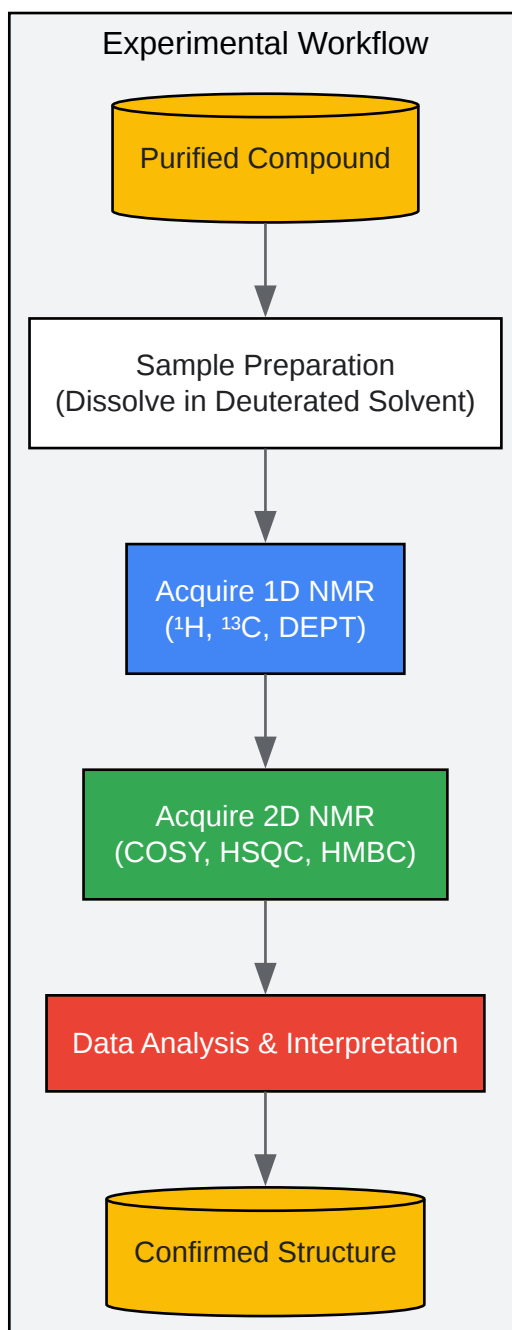 Experimental Workflow
Purified Compound
Sample Preparation
(Dissolve in Deuterated Solvent)
Acquire 1D NMR
(¹H, ¹³C, DEPT)
Acquire 2D NMR
(COSY, HSQC, HMBC)
Data Analysis & Interpretation
Confirmed Structure